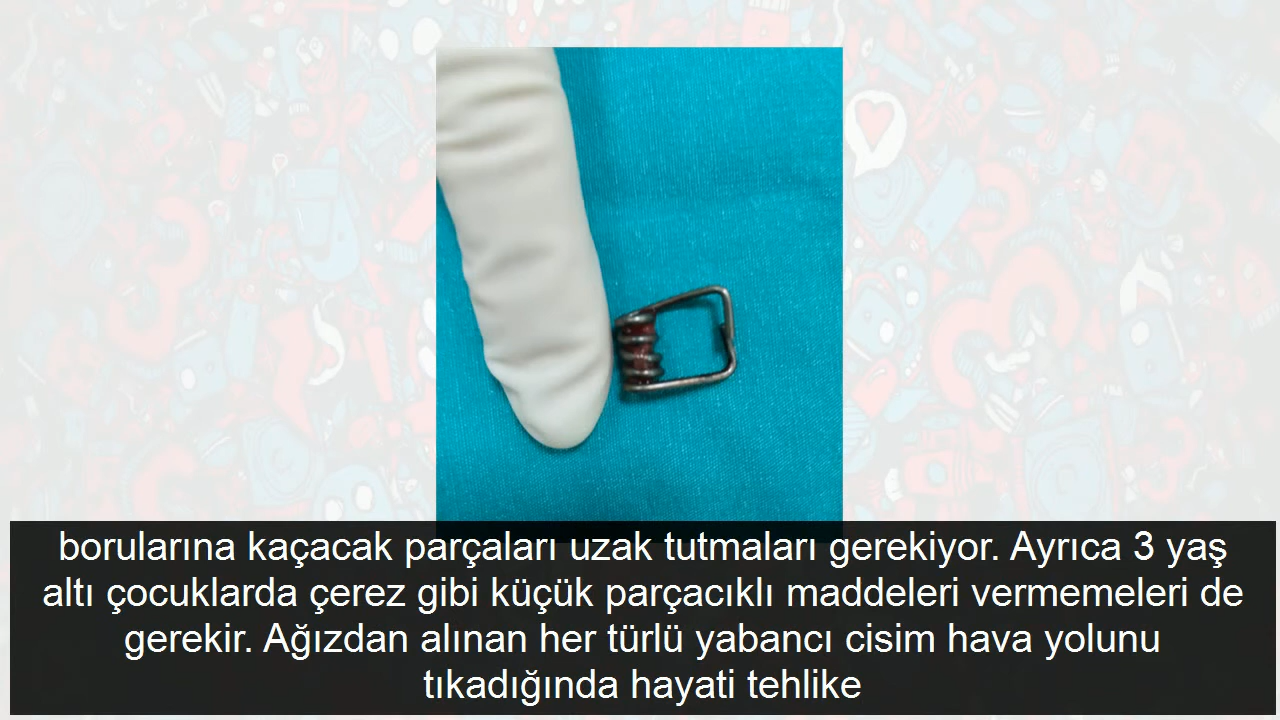 borularına kaçacak parçaları uzak tutmaları gerekiyor. Ayrıca 3 yaş
altı çocuklarda çerez gibi küçük parçacıklı maddeleri vermemeleri de
gerekir. Ağızdan alınan her türlü yabancı cisim hava yolunu
tıkadığında hayati tehlike